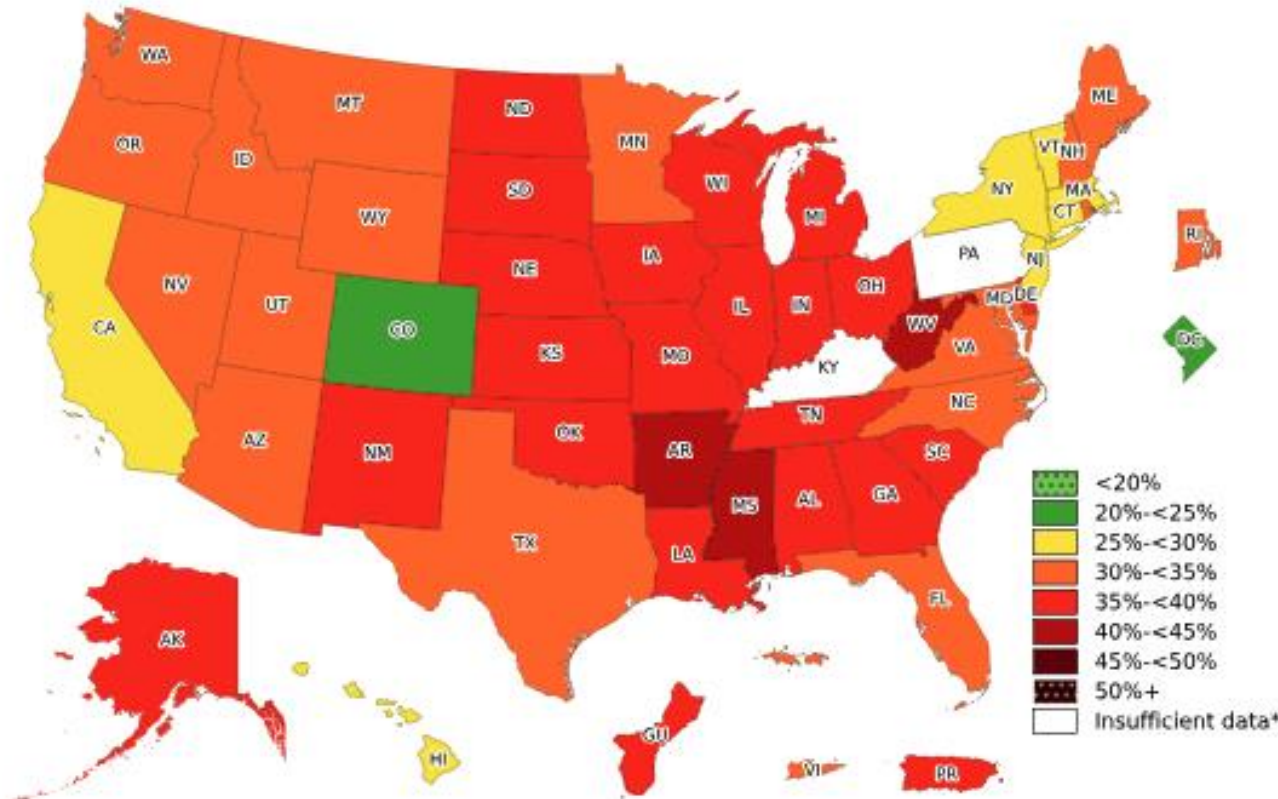 WA
MT
ND
MN
ME
OR
ID
SD
WI
VT
NH
NY
MA
WY
MI
CT
RI
IA
PA
NE
NJ
NV
UT
OH
IL
IN
MD
DE
CA
CO
WV
DC
KS
MO
VA
KY
NC
TN
AZ
NM
OK
AR
SC
MS
AL
GA
TX
LA
FL
AK
HI
GU
VI
PR
<20%
20%-<25%
25%-<30%
30%-<35%
35%-<40%
40%-<45%
45%-<50%
50%+
Insufficient data*